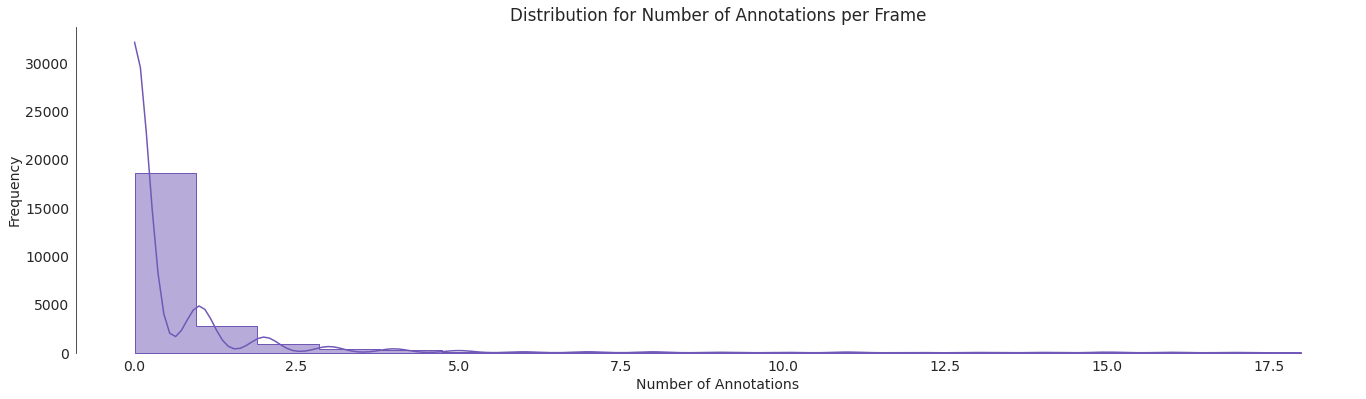 Distribution for Number of Annotations per Frame
Frequency
30000
25000
20000
15000
10000
5000
0
0.0 2.5 5.0 7.5 10.0 12.5 15.0 17.5
Number of Annotations